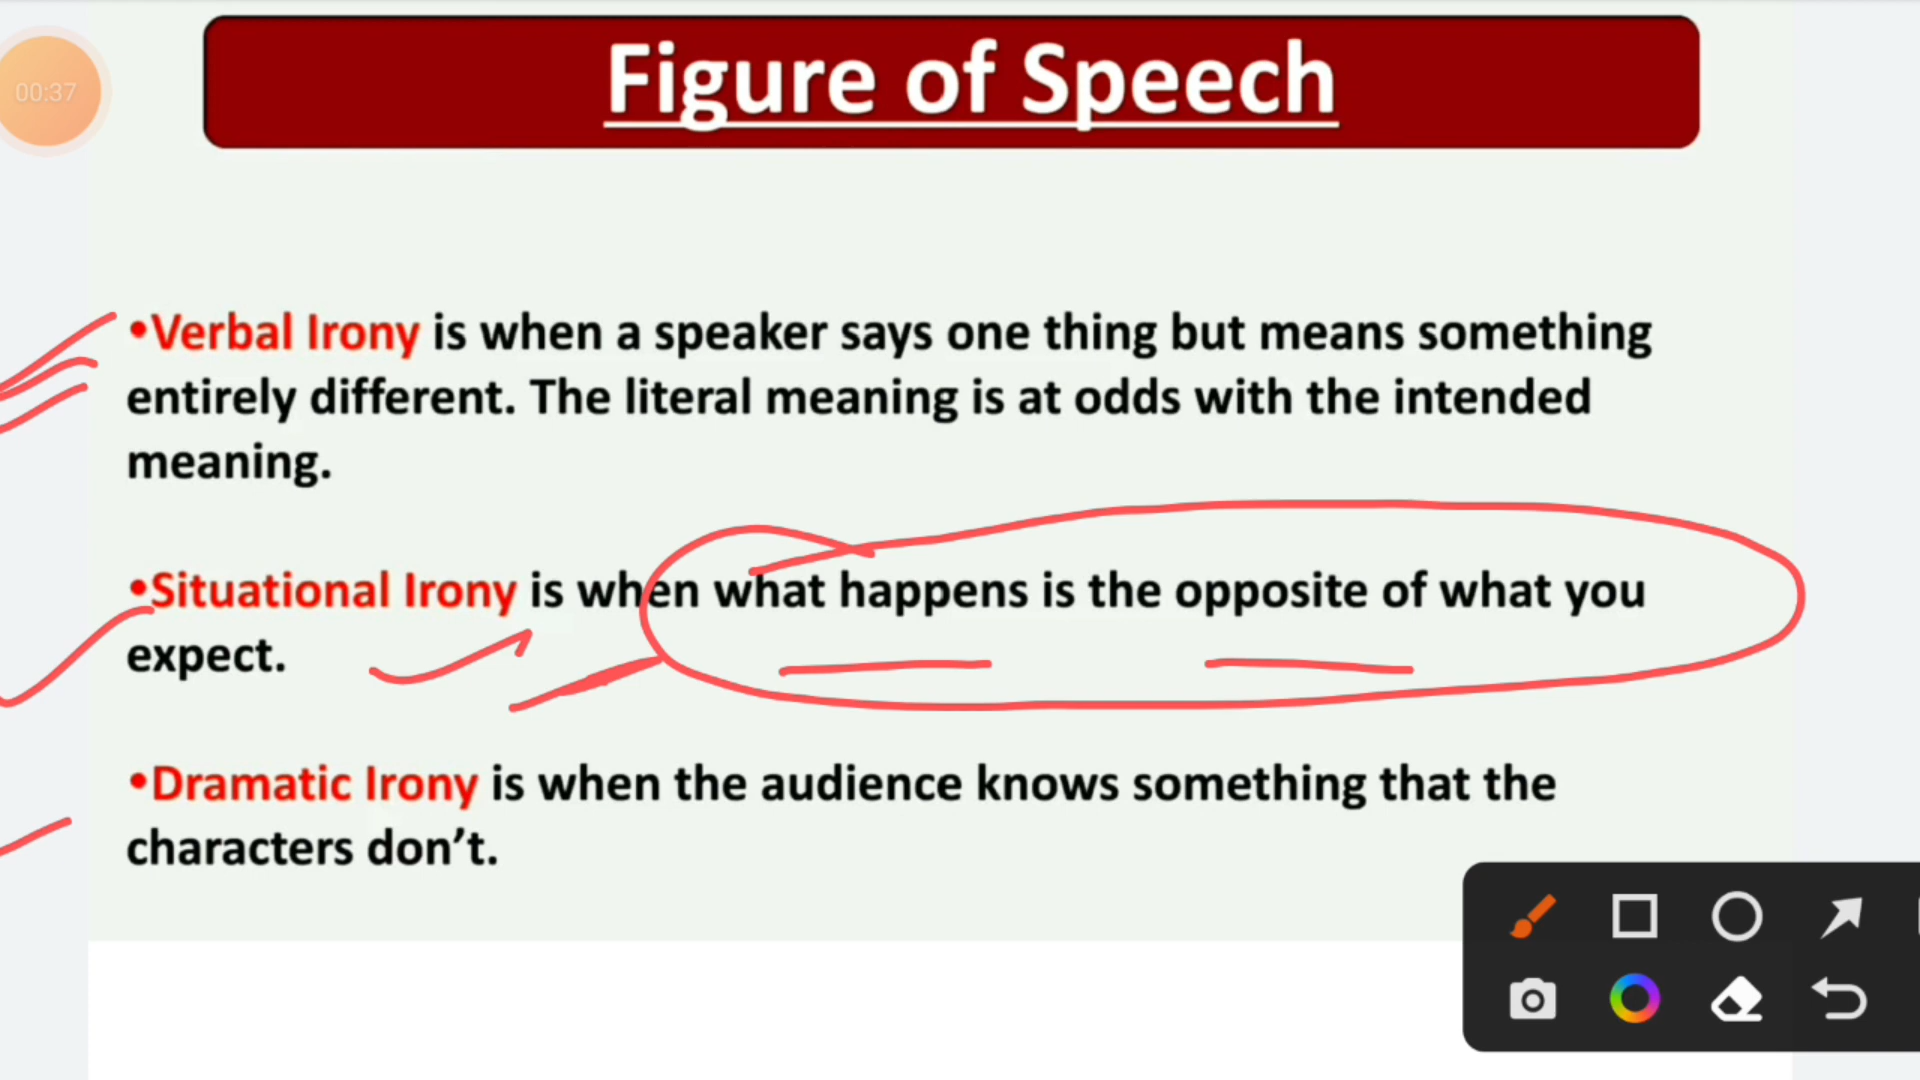 00:37
Figure of Speech
•Verbal Irony is when a speaker says one thing but means something
entirely different. The literal meaning is at odds with the intended
meaning.
•Situational Irony is when what happens is the opposite of what you
expect.
•Dramatic Irony is when the audience knows something that the
characters don’t.